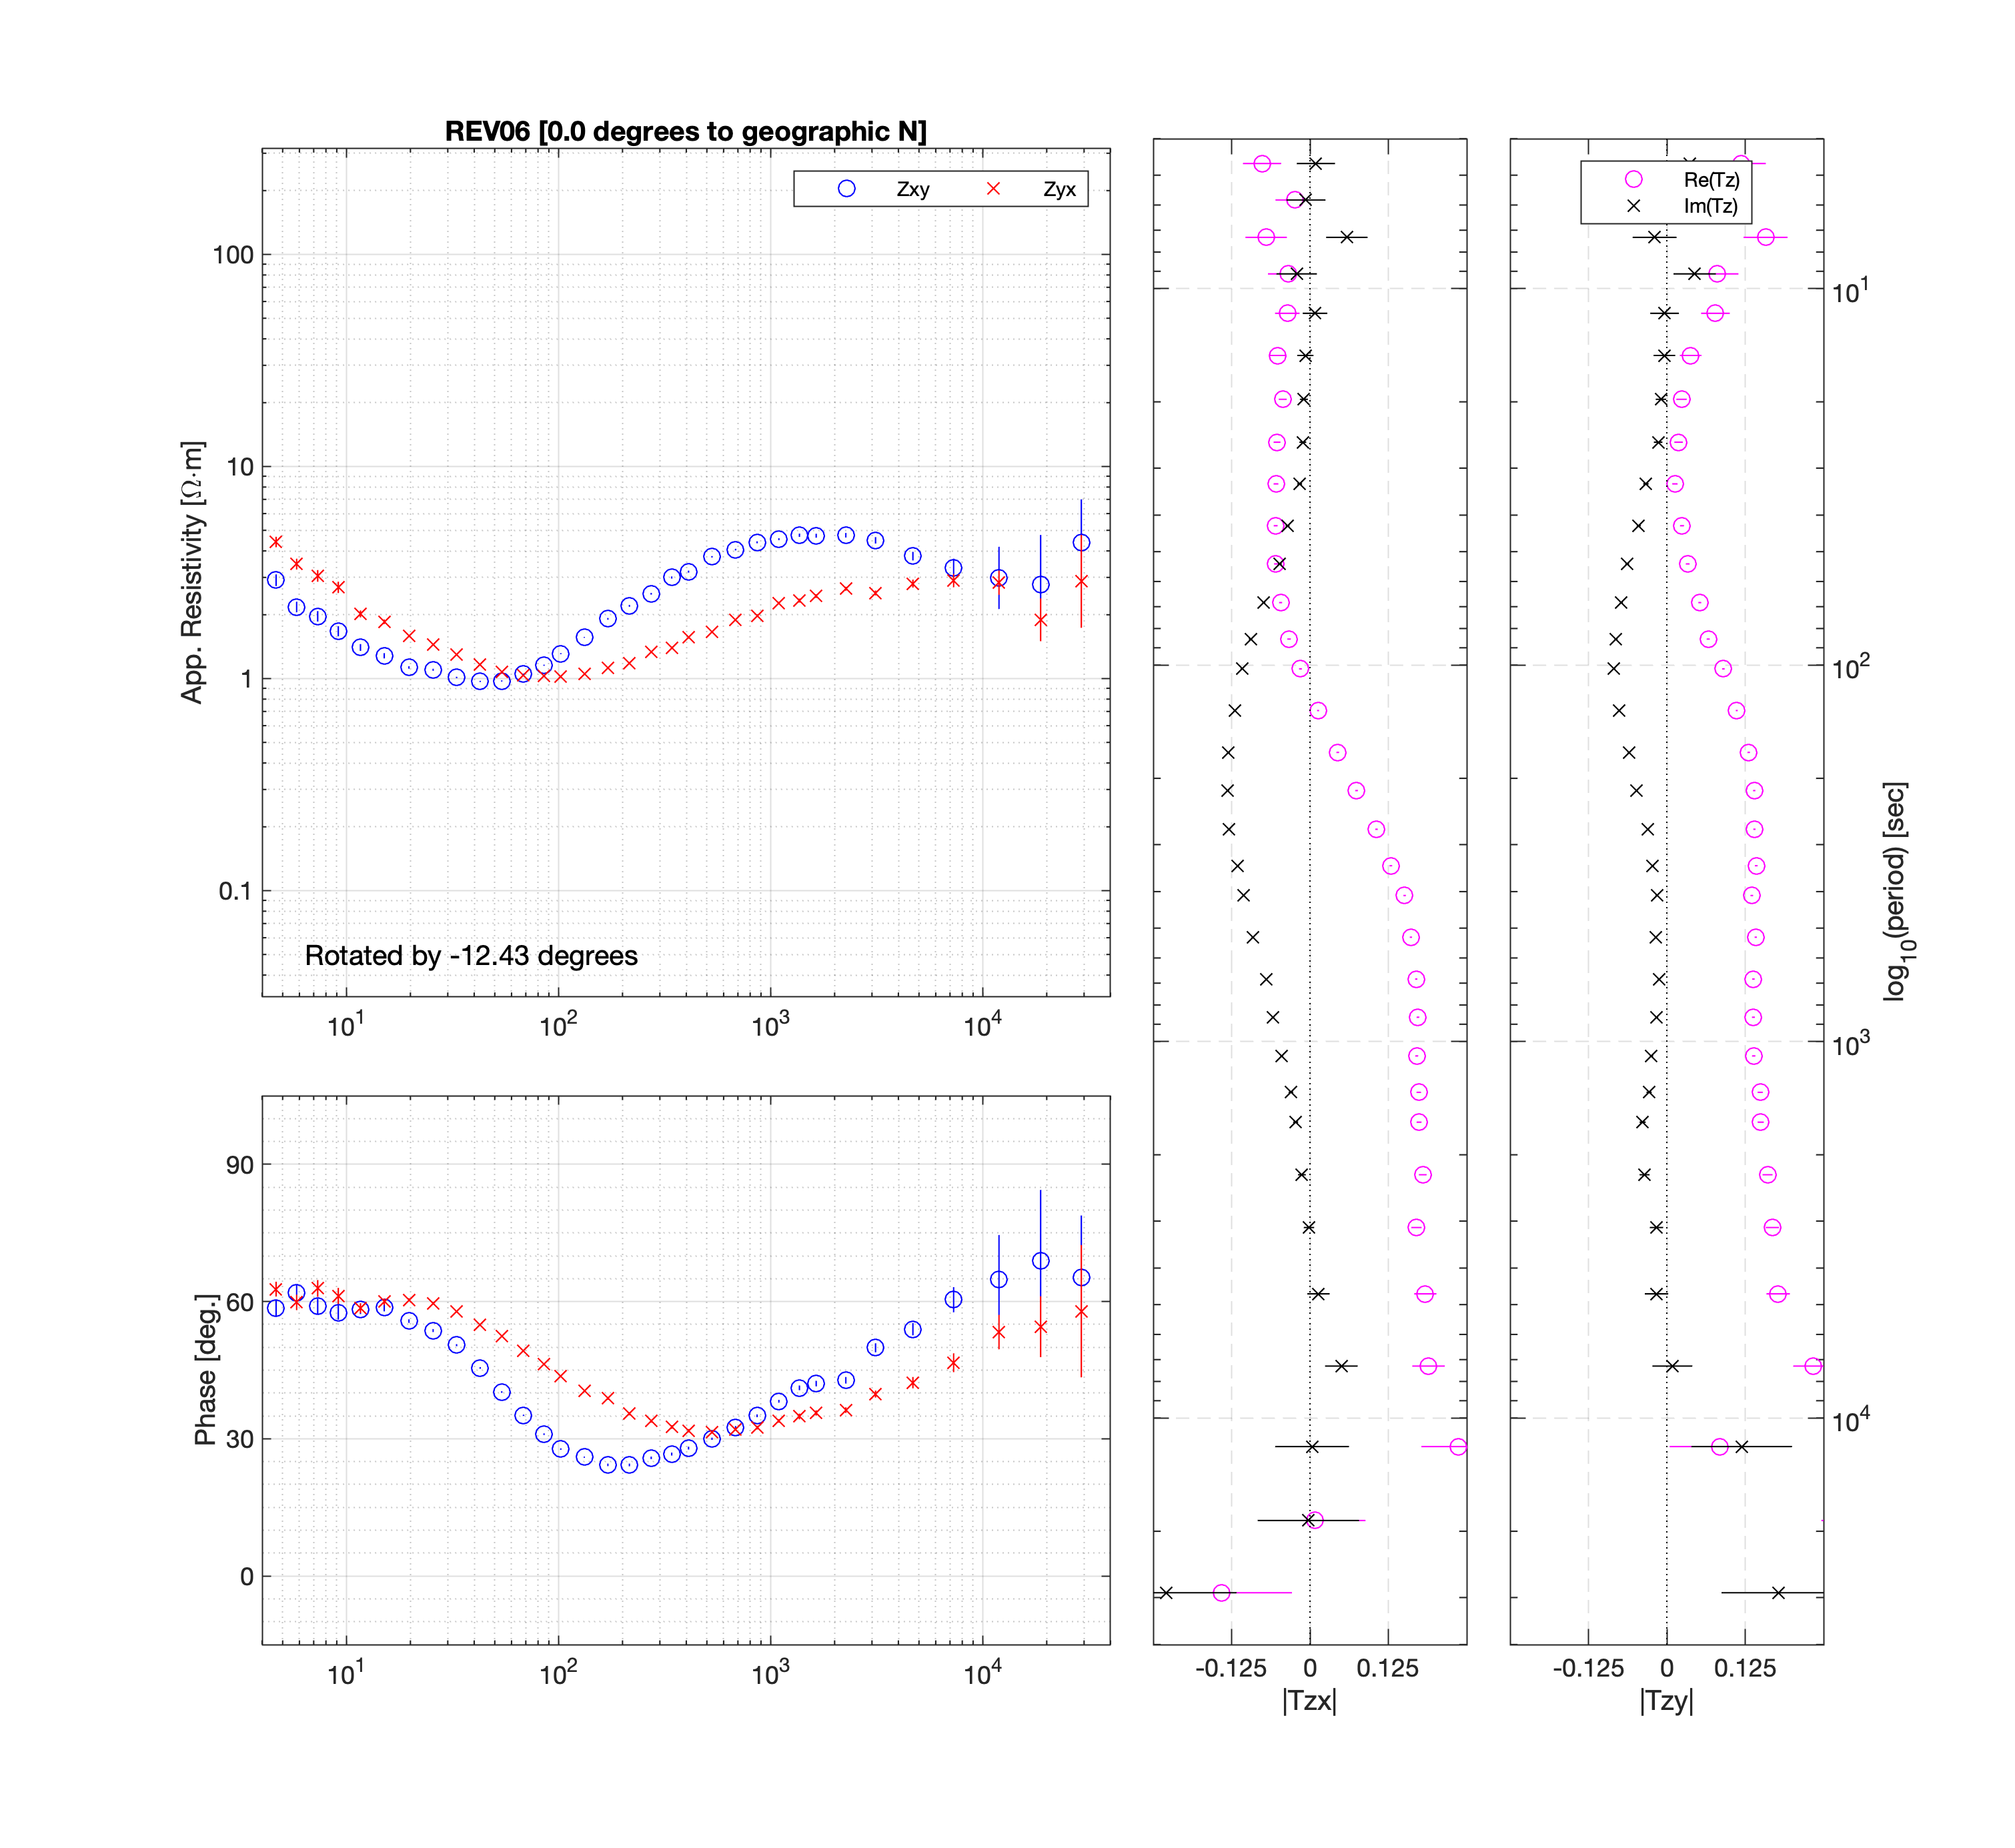 REV06 [0.0 degrees to geographic N]
Zxy Zyx
App. Resistivity [Ω·m]
100
10
1
0.1
Rotated by -12.43 degrees
10¹ 10² 10³ 10⁴
Phase [deg.]
90
60
30
0
10¹ 10² 10³ 10⁴
-0.125 0 0.125
|Tzx|
Re(Tz)
Im(Tz)
-0.125 0 0.125
|Tzy|
10¹
10²
10³
10⁴
log₁₀(period) [sec]